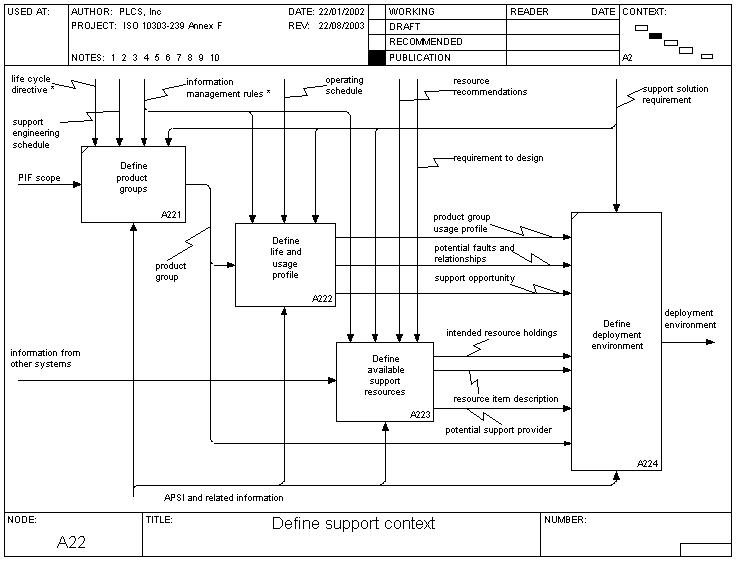 USED AT:
AUTHOR: PLCS, Inc
DATE: 22/01/2002
PROJECT: ISO 10303-239 Annex F
REV: 22/08/2003
NOTES: 1 2 3 4 5 6 7 8 9 10
WORKING
DRAFT
RECOMMENDED
PUBLICATION
READER
DATE
CONTEXT:
A2
life cycle
directive *
support
engineering
schedule
information
management rules *
operating
schedule
resource
recommendations
support solution
requirement
requirement to design
PIF scope
Define
product
groups
A221
product
group
Define
life and
usage
profile
A222
product group
usage profile
potential faults and
relationships
support opportunity
information from
other systems
Define
available
support
resources
A223
intended resource holdings
resource item description
potential support provider
Define
deployment
environment
A224
deployment
environment
APSI and related information
NODE:
A22
TITLE:
Define support context
NUMBER: